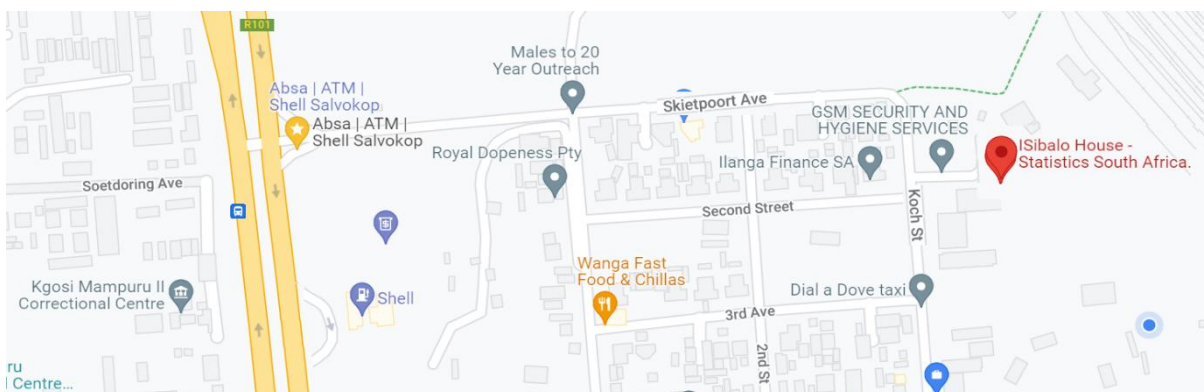 R101
Males to 20
Year Outreach
Absa | ATM |
Shell Salvokop
Absa | ATM |
Shell Salvokop
Skietpoort Ave
GSM SECURITY AND
HYGIENE SERVICES
Royal Dopeness Pty
Ilanga Finance SA
ISibalo House -
Statistics South Africa.
Soetdoring Ave
Second Street
Koch St
Wanga Fast
Food & Chillas
Kgosi Mampuru II
Correctional Centre
Shell
Dial a Dove taxi
3rd Ave
2nd St
ru
l Centre...